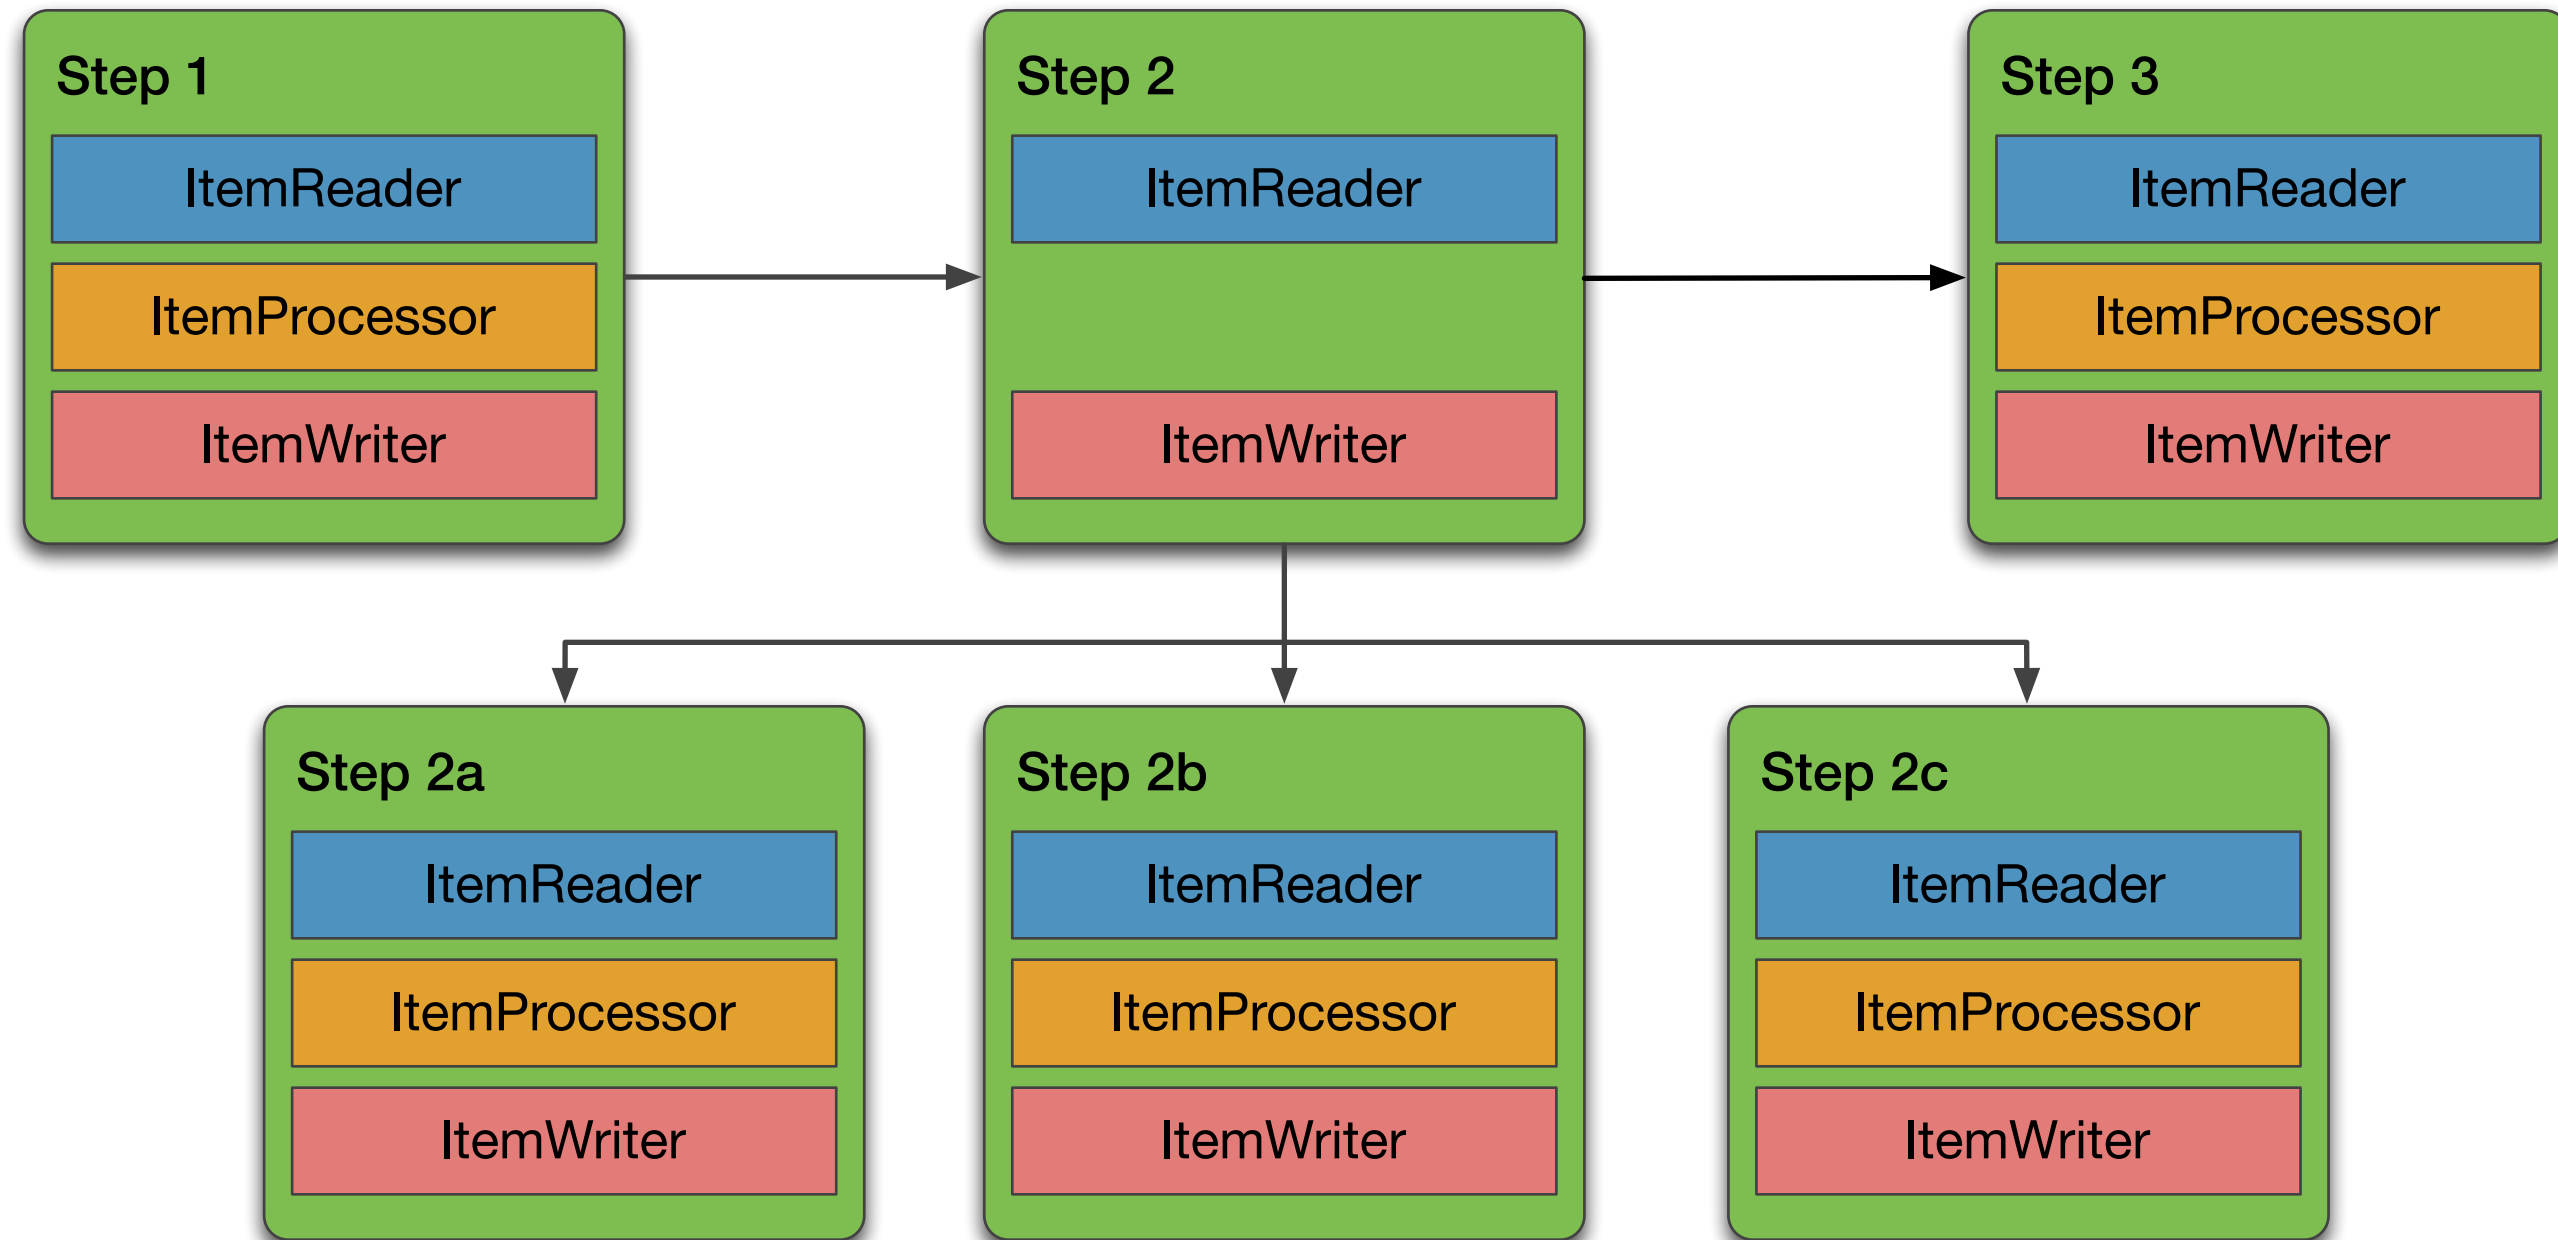 Step 1
ItemReader
ItemProcessor
ItemWriter
Step 2
ItemReader
ItemWriter
Step 3
ItemReader
ItemProcessor
ItemWriter
Step 2a
ItemReader
ItemProcessor
ItemWriter
Step 2b
ItemReader
ItemProcessor
ItemWriter
Step 2c
ItemReader
ItemProcessor
ItemWriter